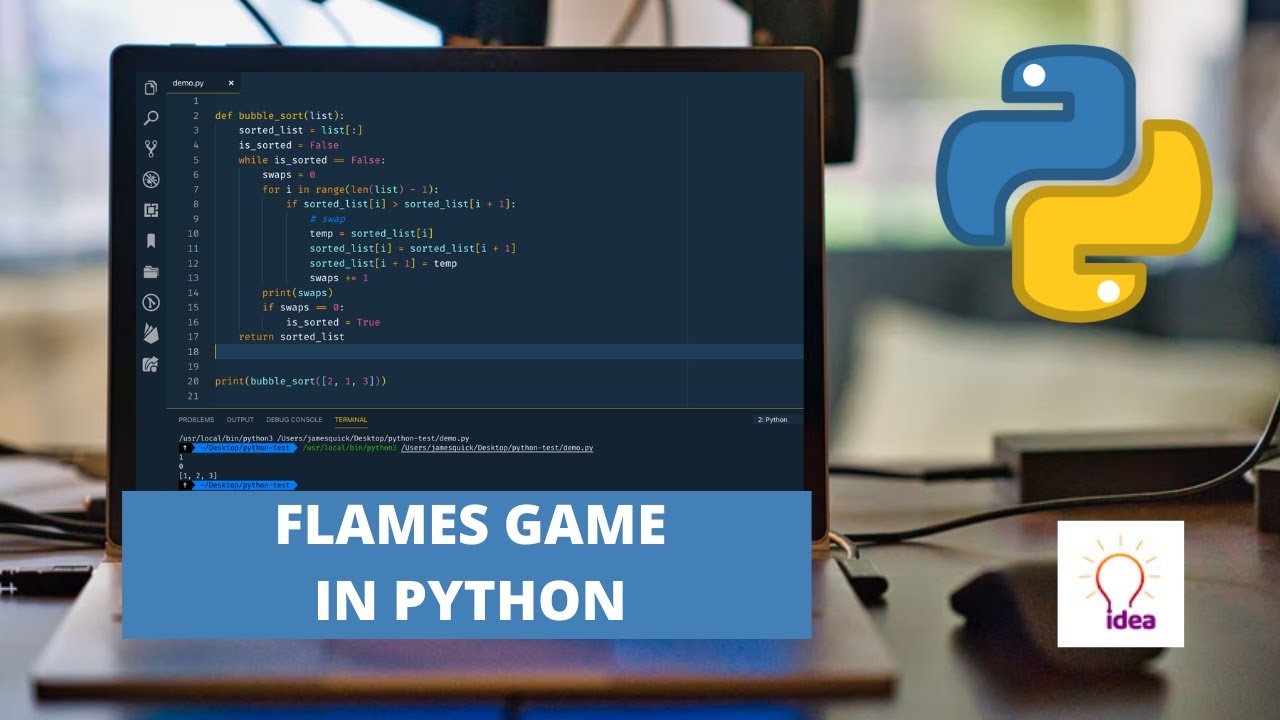 demo.py ×
1
2 def bubble_sort(list):
3 sorted_list = list[:]
4 is_sorted = False
5 while is_sorted == False:
6 swaps = 0
7 for i in range(len(list) - 1):
8 if sorted_list[i] > sorted_list[i + 1]:
9 # swap
10 temp = sorted_list[i]
11 sorted_list[i] = sorted_list[i + 1]
12 sorted_list[i + 1] = temp
13 swaps += 1
14 print(swaps)
15 if swaps == 0:
16 is_sorted = True
17 return sorted_list
18
19
20 print(bubble_sort([2, 1, 3]))
21
PROBLEMS OUTPUT DEBUG CONSOLE TERMINAL 2: Python
/usr/local/bin/python3 /Users/jamesquick/Desktop/python-test/demo.py
~/Desktop/python-test /usr/local/bin/python3 /Users/jamesquick/Desktop/python-test/demo.py
1
0
[1, 2, 3]
~/Desktop/python-test
FLAMES GAME
IN PYTHON
idea